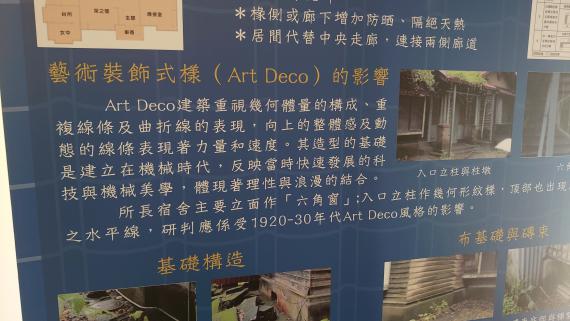 台所
女中
＊椽側或廊下增加防晒、隔絕天熱
＊居間代替中央走廊，連接兩側廊道
藝術裝飾式樣（Art Deco）的影響
Art Deco建築重視幾何體量的構成、重
複線條及曲折線的表現，向上的整體感及動
態的線條表現著力量和速度。其造型的基礎
是建立在機械時代，反映當時快速發展的科
技與機械美學，體現著理性與浪漫的結合。
所長宿舍主要立面作「六角窗」;入口立柱作幾何形紋樣，頂部也出現
之水平線，研判應係受1920-30年代Art Deco風格的影響。
入口立柱與柱墩
六角
基礎構造
布基礎與磚束